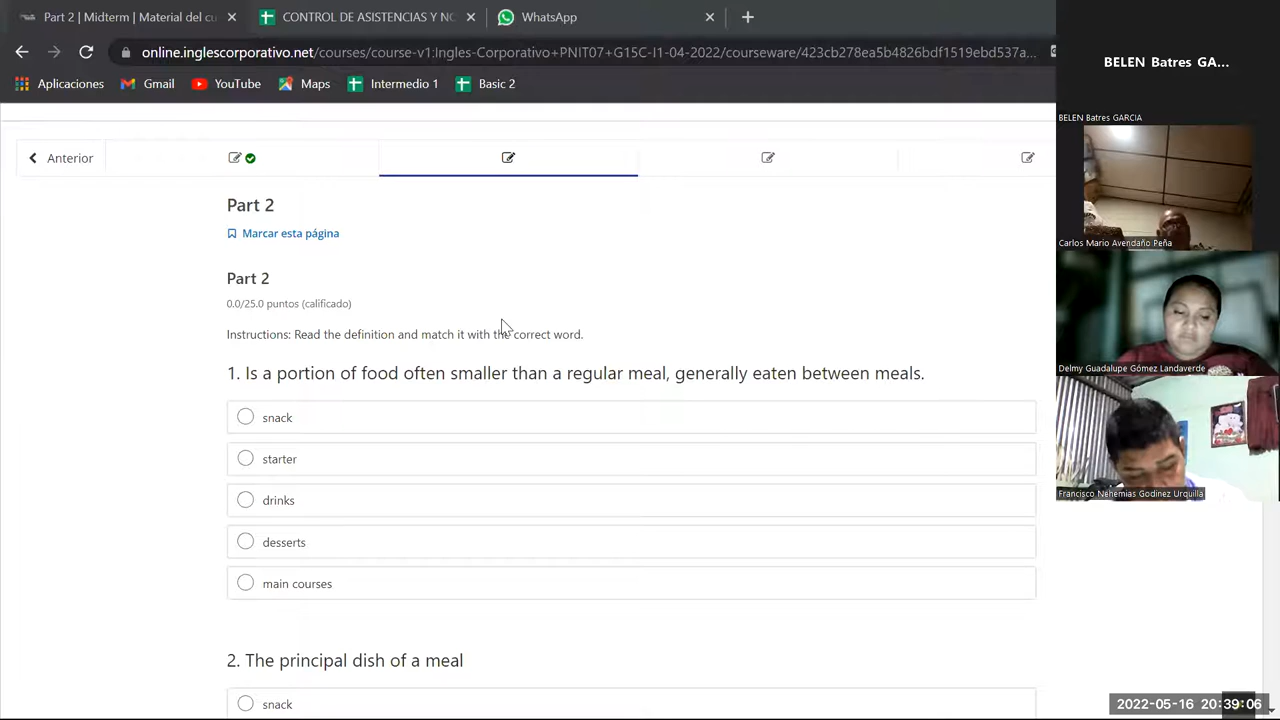 Part 2 | Midterm | Material del cu
CONTROL DE ASISTENCIAS Y NO
WhatsApp
online.inglescorporativo.net/courses/course-v1:Ingles-Corporativo+PNIT07+G15C-I1-04-2022/courseware/423cb278ea5b4826bdf1519ebd537a...
Aplicaciones
Gmail
YouTube
Maps
Intermedio 1
Basic 2
Anterior
Part 2
Marcar esta página
Part 2
0.0/25.0 puntos (calificado)
Instructions: Read the definition and match it with the correct word.
1. Is a portion of food often smaller than a regular meal, generally eaten between meals.
snack
starter
drinks
desserts
main courses
2. The principal dish of a meal
snack
BELEN Batres GA...
BELEN Batres GARCIA
Carlos Mario Avendaño Peña
Delmy Guadalupe Gómez Landaverde
Francisco Nehemias Godinez Urquilla
2022-05-16 20:39:06